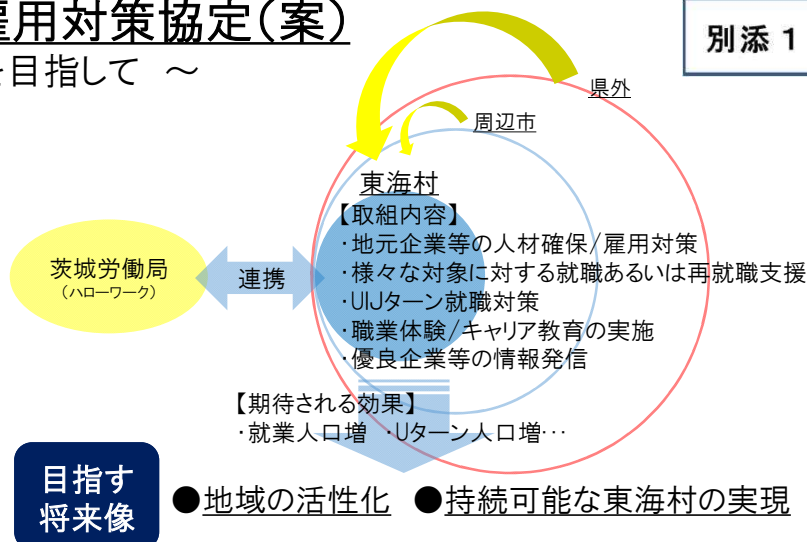 雇用対策協定(案)
別添 1
を目指して ～
県外
周辺市
東海村
【取組内容】
・地元企業等の人材確保/雇用対策
・様々な対象に対する就職あるいは再就職支援
・UIJターン就職対策
・職業体験/キャリア教育の実施
・優良企業等の情報発信
茨城労働局
(ハローワーク)
連携
【期待される効果】
・就業人口増 ・Uターン人口増…
目指す
将来像
●地域の活性化 ●持続可能な東海村の実現